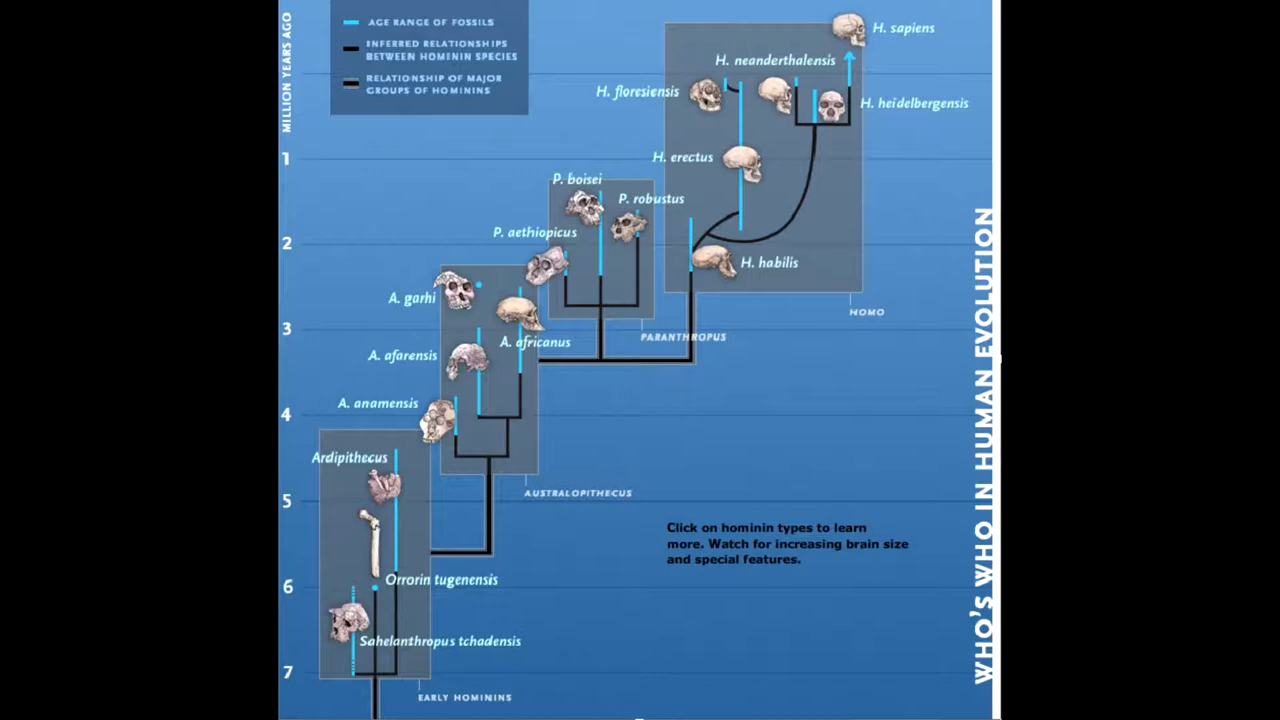 MILLION YEARS AGO
AGE RANGE OF FOSSILS
INFERRED RELATIONSHIPS
BETWEEN HOMININ SPECIES
RELATIONSHIP OF MAJOR
GROUPS OF HOMININS
H. sapiens
H. neanderthalensis
H. floresiensis
H. heidelbergensis
1
H. erectus
P. boisei
P. robustus
P. aethiopicus
2
H. habilis
A. garhi
HOMO
3
PARANTHROPUS
A. africanus
A. afarensis
A. anamensis
4
Ardipithecus
AUSTRALOPITHECUS
5
Click on hominin types to learn
more. Watch for increasing brain size
and special features.
Orrorin tugenensis
6
Sahelanthropus tchadensis
7
EARLY HOMININS
WHO'S WHO IN HUMAN EVOLUTION